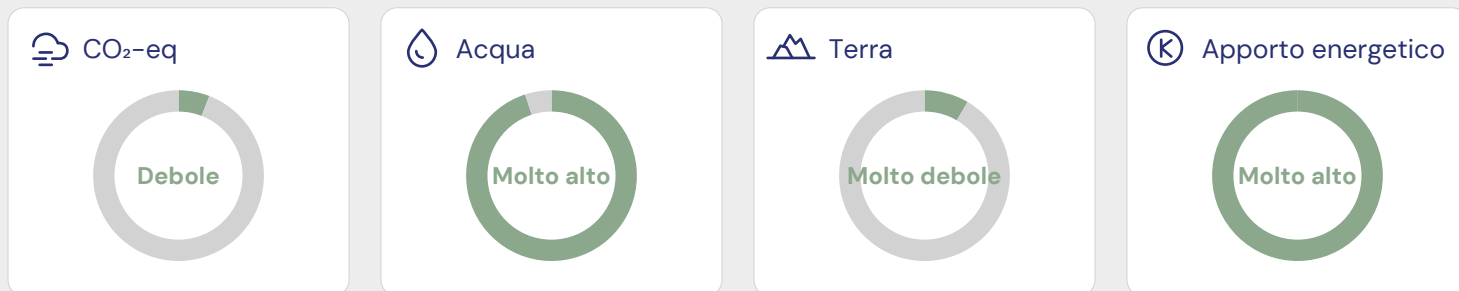 CO₂-eq
Debole
Acqua
Molto alto
Terra
Molto debole
Apporto energetico
Molto alto